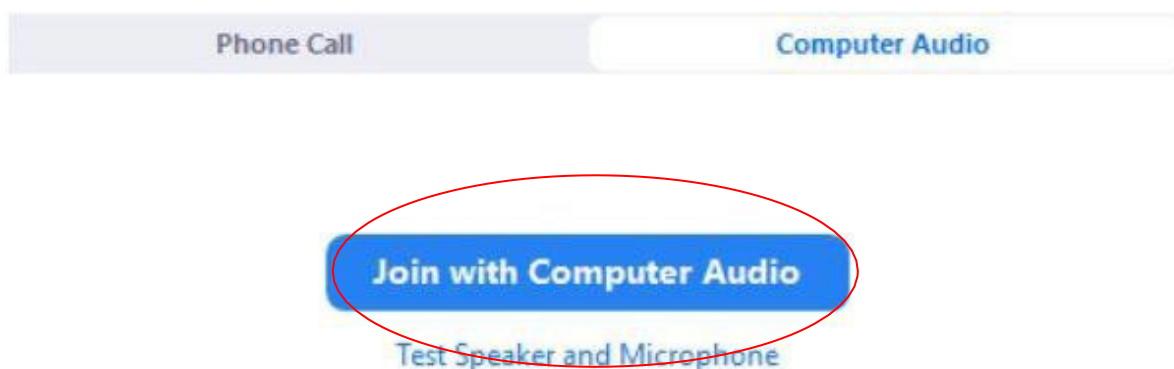 Phone Call Computer Audio
Join with Computer Audio
Test Speaker and Microphone